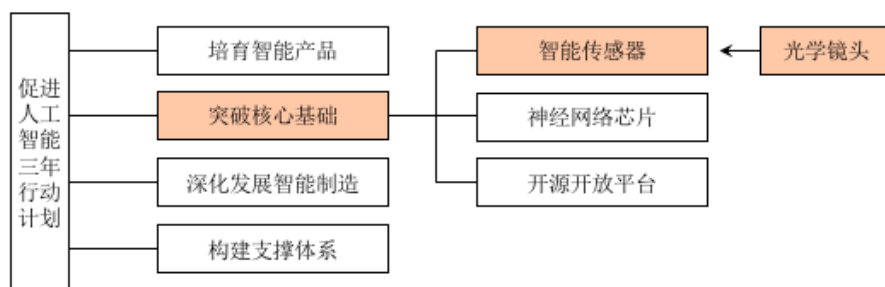 促进
人工
智能
三年
行动
计划
培育智能产品
突破核心基础
深化发展智能制造
构建支撑体系
智能传感器
神经网络芯片
开源开放平台
光学镜头